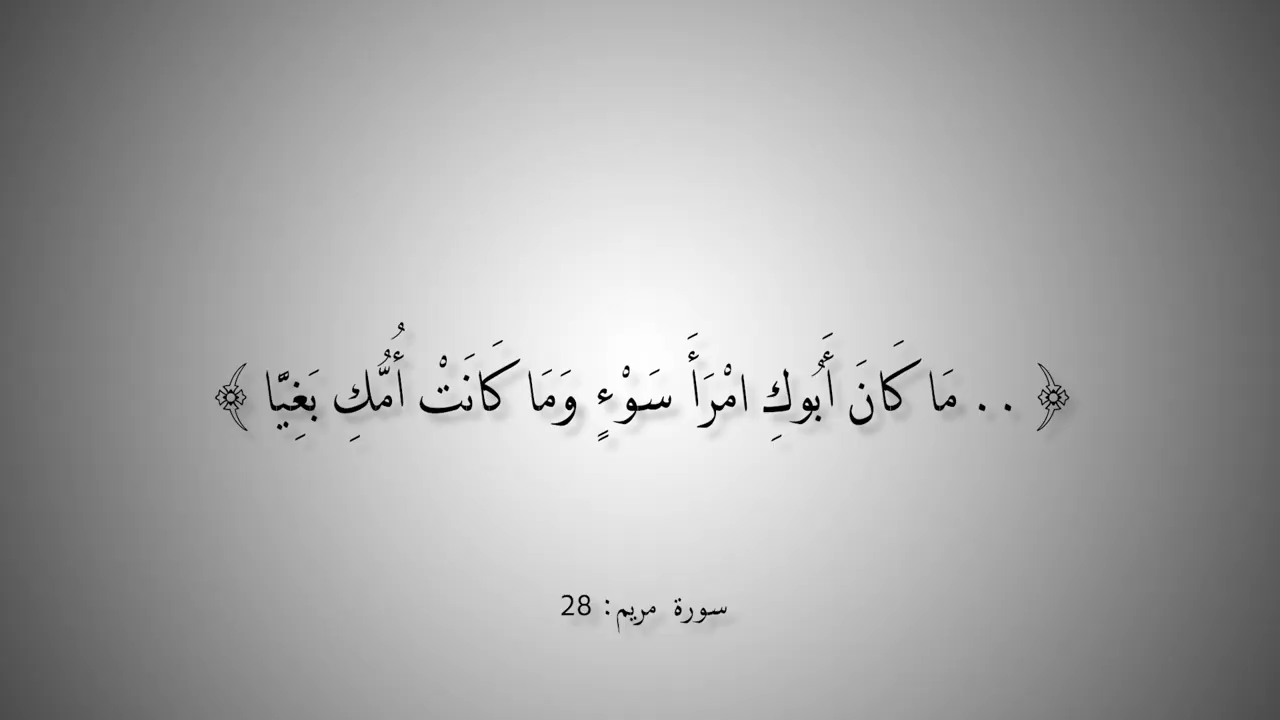 ﴿ .. مَا كَانَ أَبُوكِ امْرَأَ سَوْءٍ وَمَا كَانَتْ أُمُّكِ بَغِيًّا ﴾
سورة مريم: 28